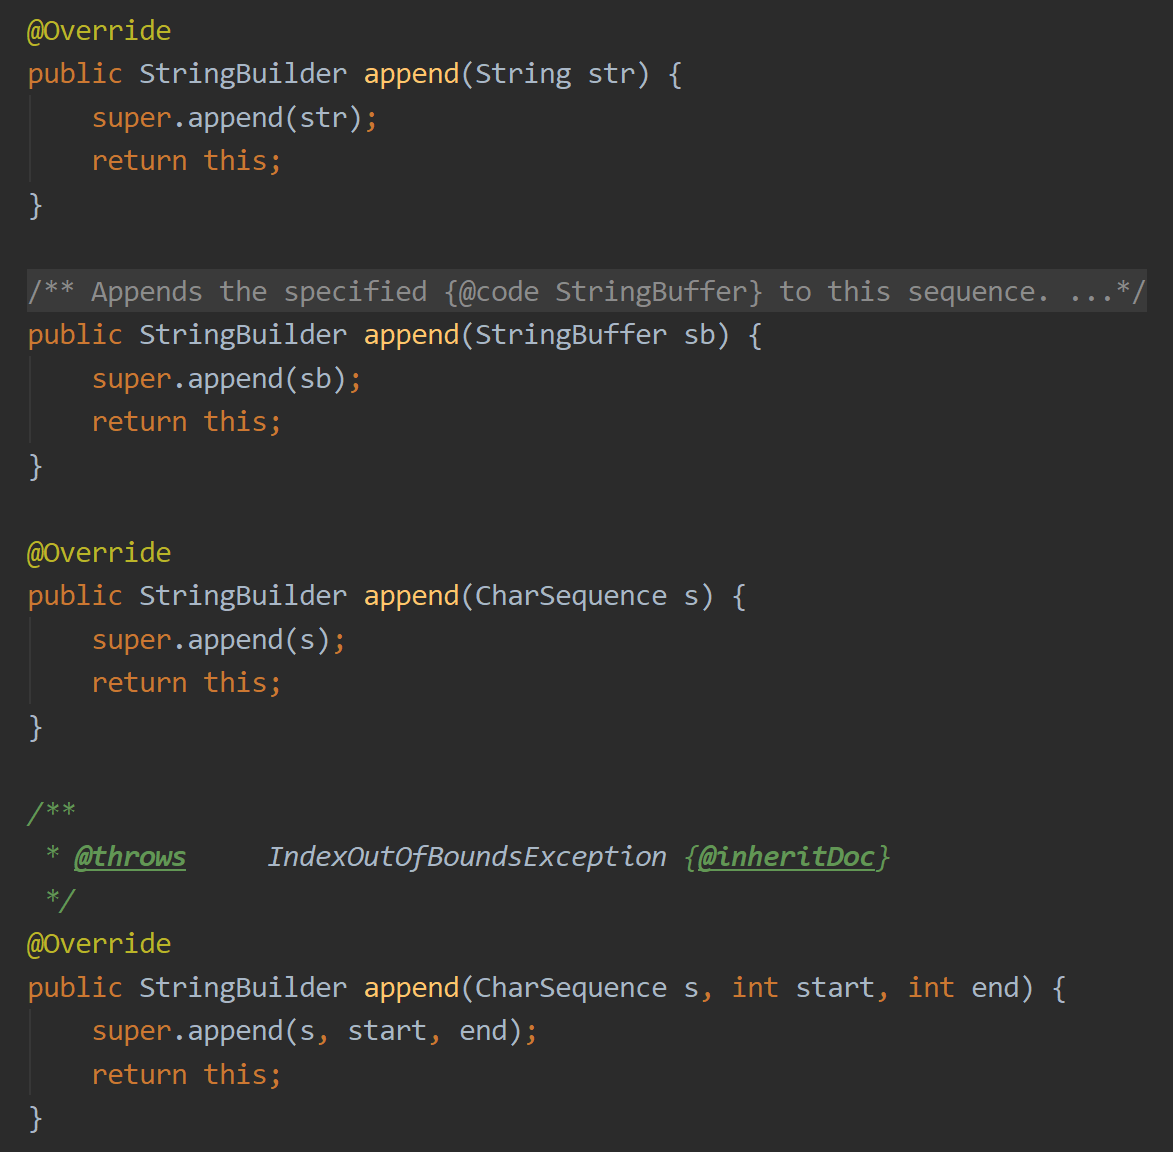 @Override
public StringBuilder append(String str) {
    super.append(str);
    return this;
}
/** Appends the specified {@code StringBuffer} to this sequence. ...*/
public StringBuilder append(StringBuffer sb) {
    super.append(sb);
    return this;
}
@Override
public StringBuilder append(CharSequence s) {
    super.append(s);
    return this;
}
/**
 * @throws     IndexOutOfBoundsException {@inheritDoc}
 */
@Override
public StringBuilder append(CharSequence s, int start, int end) {
    super.append(s, start, end);
    return this;
}